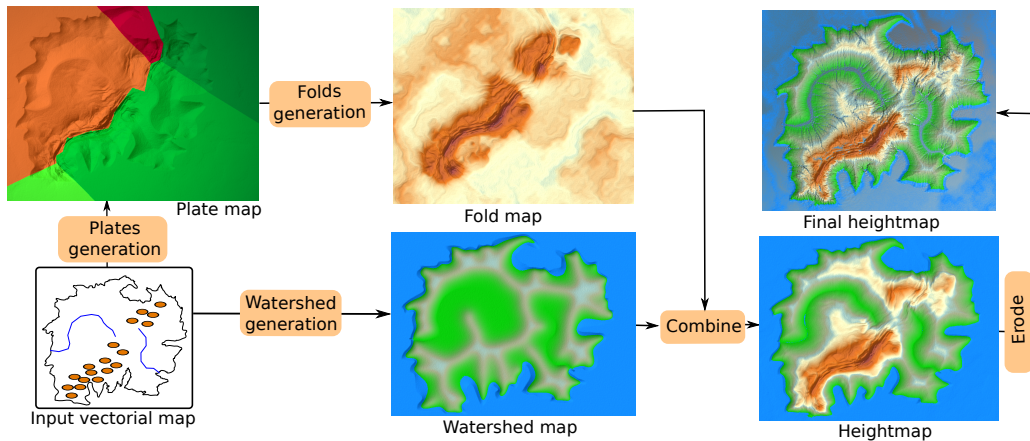 Folds
generation
Plate map
Fold map
Final heightmap
Plates
generation
Watershed
generation
Combine
Erode
Input vectorial map
Watershed map
Heightmap